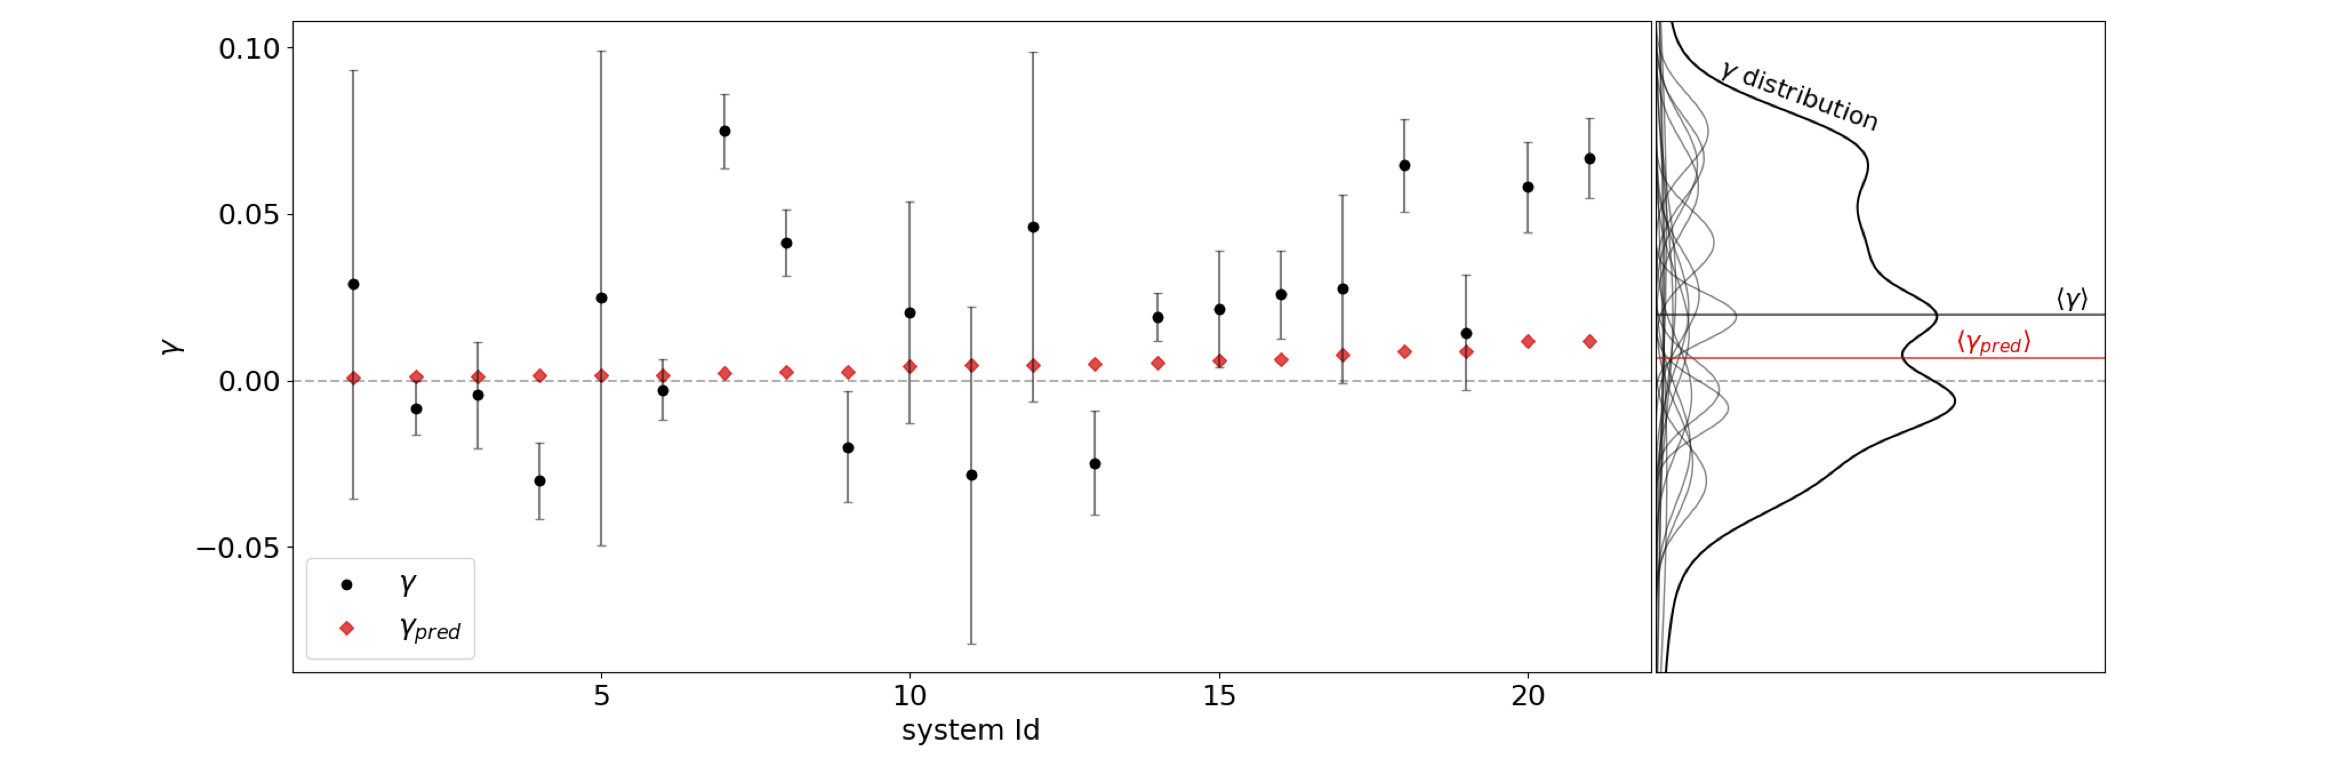 0.10
0.05
0.00
−0.05
γ
γ
γpred
5
10
15
20
system Id
γ distribution
⟨γ⟩
⟨γpred⟩